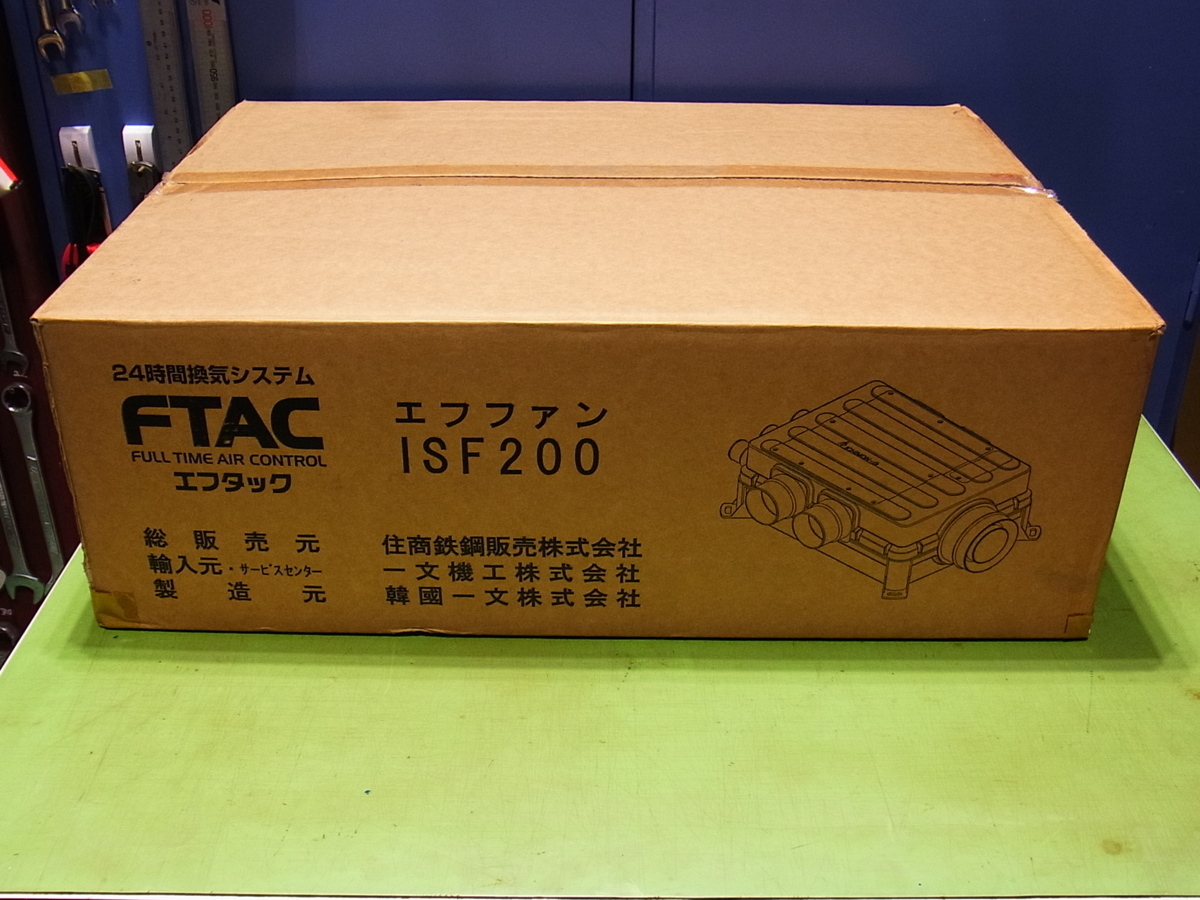 24時間換気システム
FTAC
FULL TIME AIR CONTROL
エフタック
エフファン
ISF200
総販売元 住商鉄鋼販売株式会社
輸入元・サービスセンター 一文機工株式会社
製造元 韓國一文株式会社